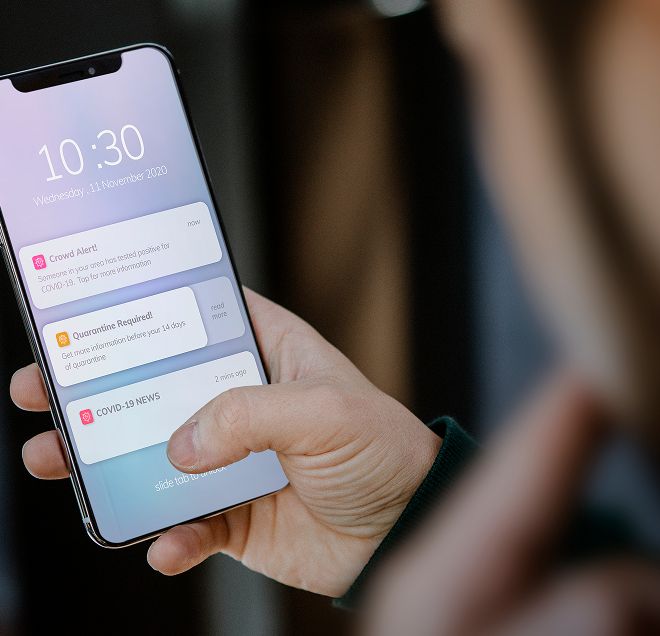 10:30
Wednesday , 11 November 2020
now
Crowd Alert!
Someone in your area has tested positive for
COVID-19. Tap for more information
Quarantine Required!
Get more information before your 14 days
of quarantine
read
more
2 mins ago
COVID-19 NEWS
slide tab to unlock